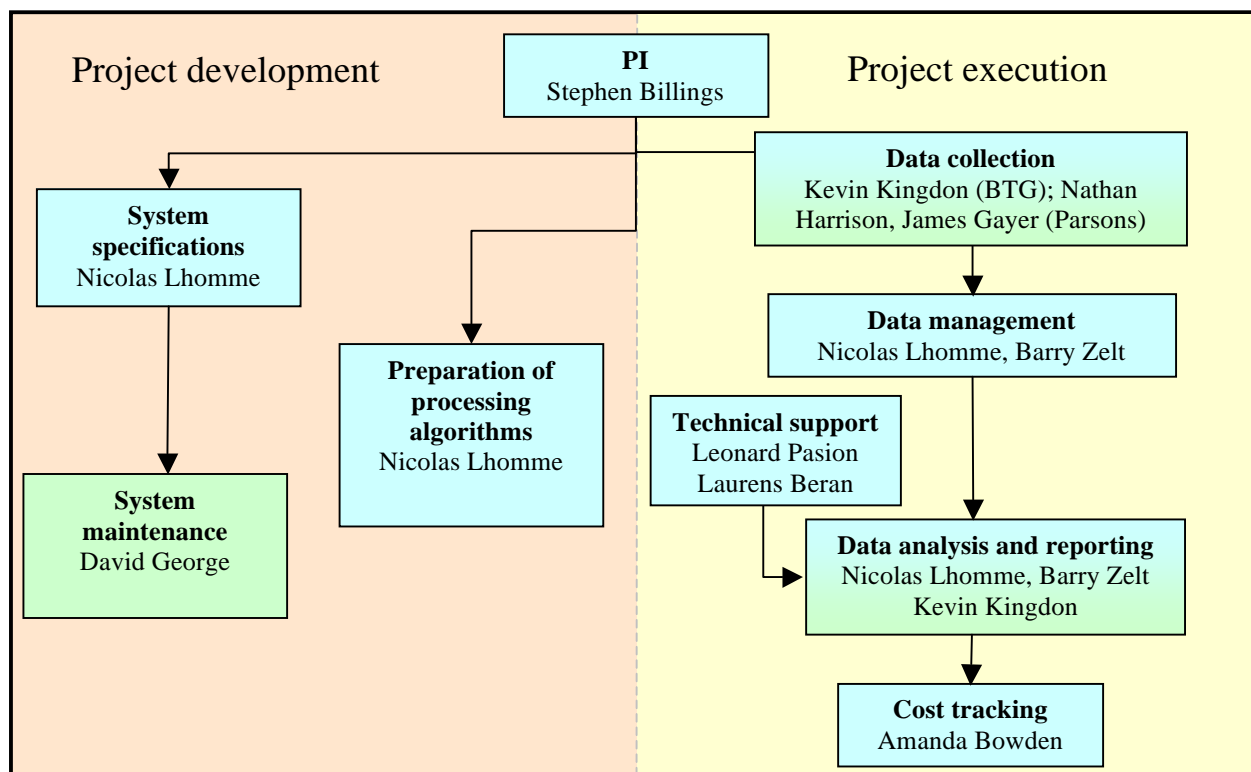 Project development
PI
Stephen Billings
Project execution
System
specifications
Nicolas Lhomme
System
maintenance
David George
Preparation of
processing
algorithms
Nicolas Lhomme
Data collection
Kevin Kingdon (BTG); Nathan
Harrison, James Gayer (Parsons)
Data management
Nicolas Lhomme, Barry Zelt
Technical support
Leonard Pasion
Laurens Beran
Data analysis and reporting
Nicolas Lhomme, Barry Zelt
Kevin Kingdon
Cost tracking
Amanda Bowden